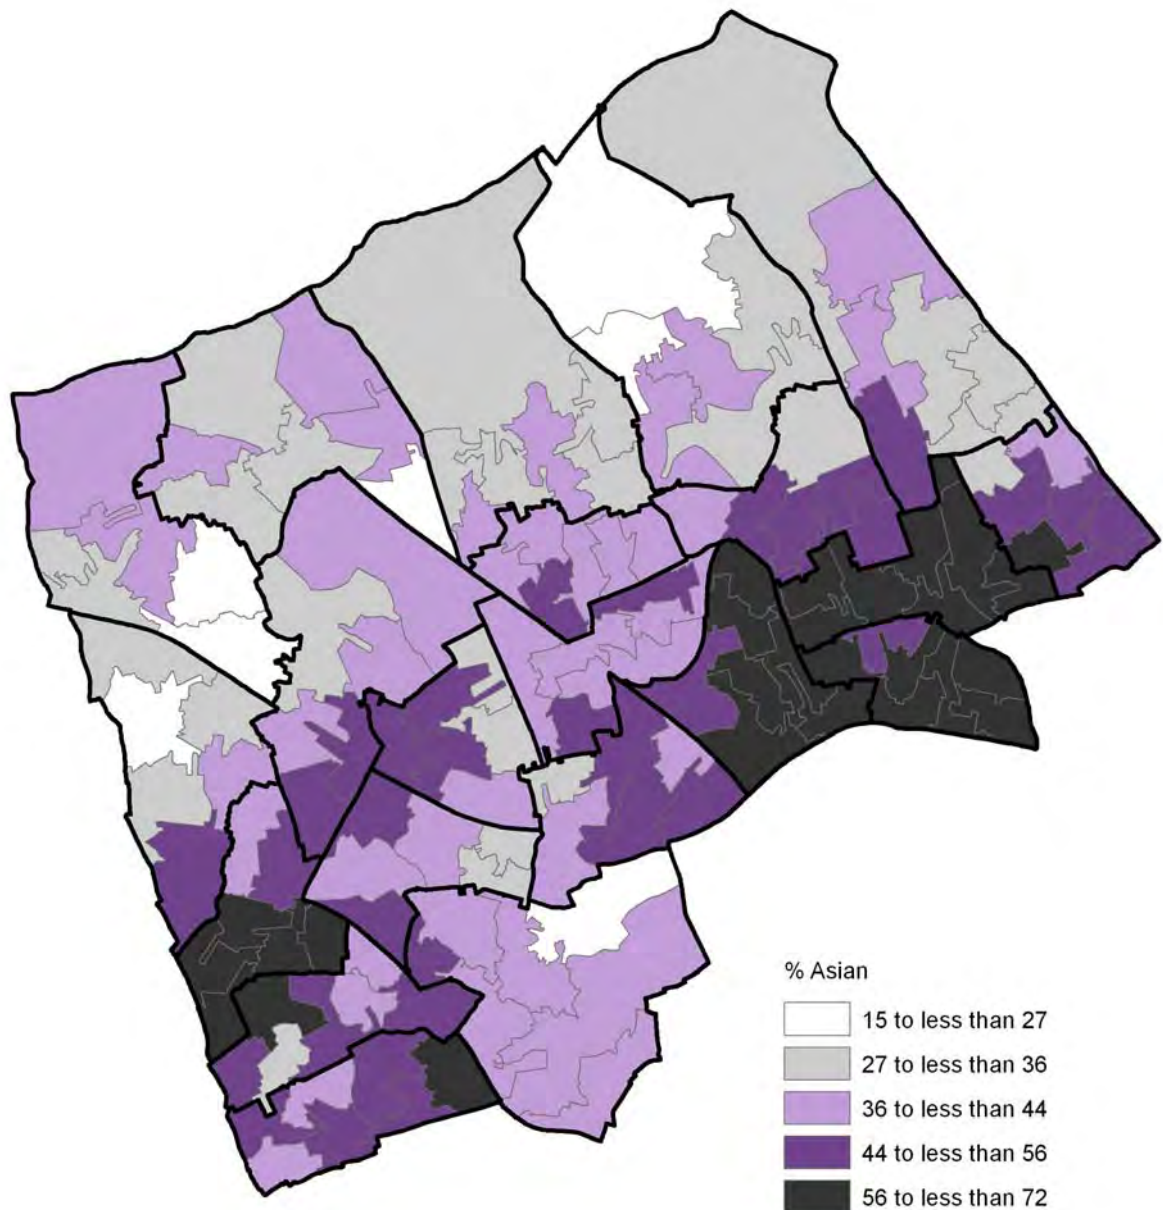 % Asian
15 to less than 27
27 to less than 36
36 to less than 44
44 to less than 56
56 to less than 72